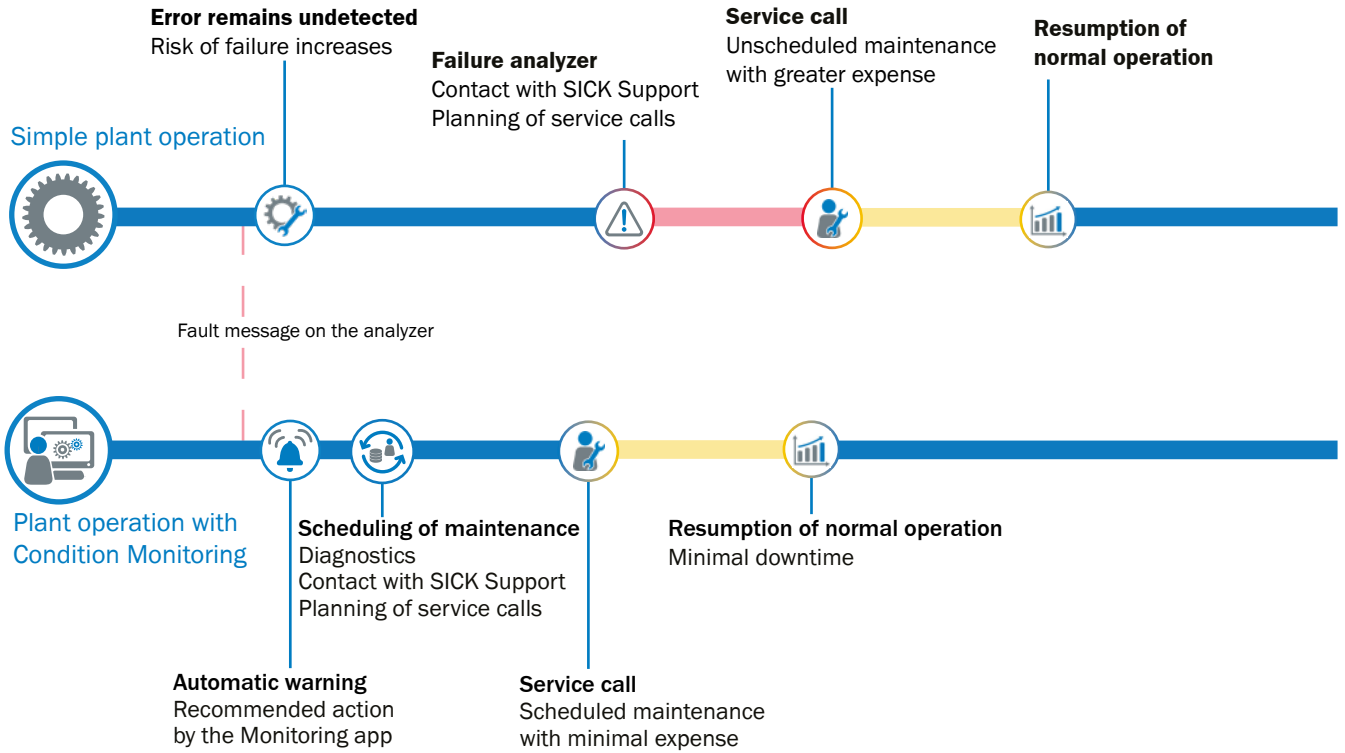 Error remains undetected
Risk of failure increases
Failure analyzer
Contact with SICK Support
Planning of service calls
Service call
Unscheduled maintenance
with greater expense
Resumption of
normal operation
Simple plant operation
Fault message on the analyzer
Plant operation with
Condition Monitoring
Scheduling of maintenance
Diagnostics
Contact with SICK Support
Planning of service calls
Resumption of normal operation
Minimal downtime
Automatic warning
Recommended action
by the Monitoring app
Service call
Scheduled maintenance
with minimal expense